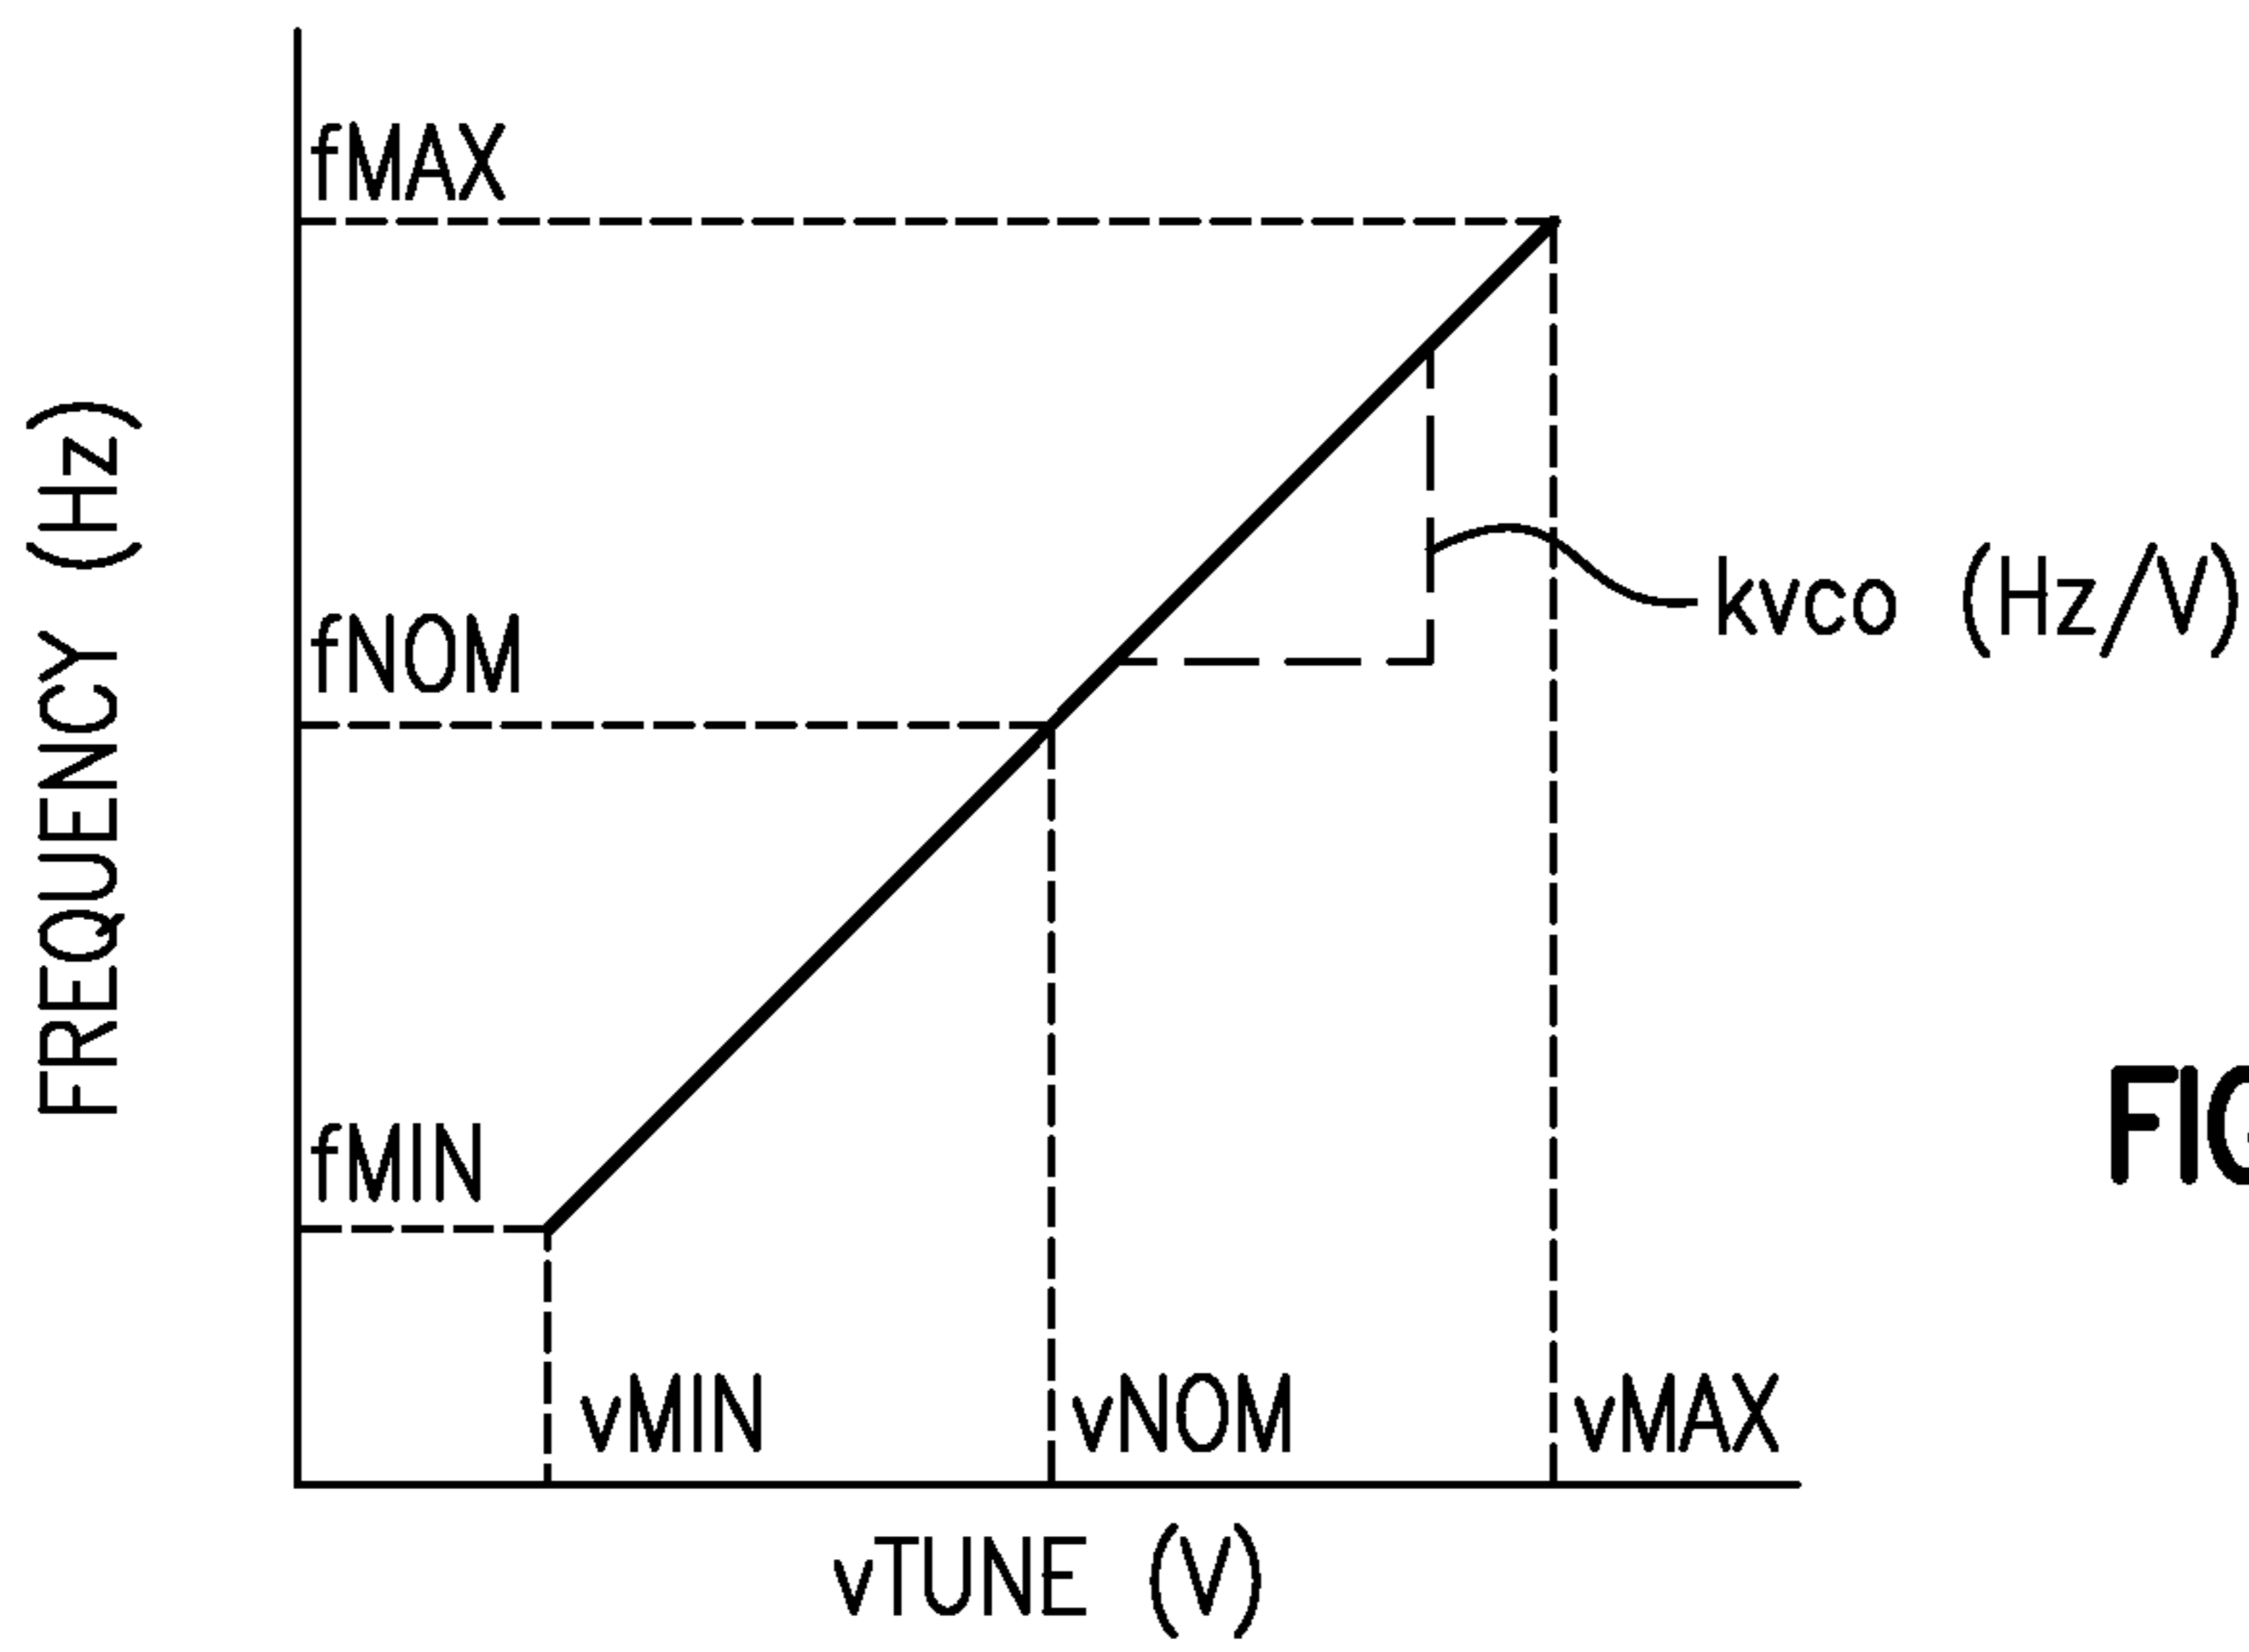 fMAX
FREQUENCY (Hz)
kvco (Hz/V)
fNOM
fMIN
vMIN
vNOM
vMAX
vTUNE (V)